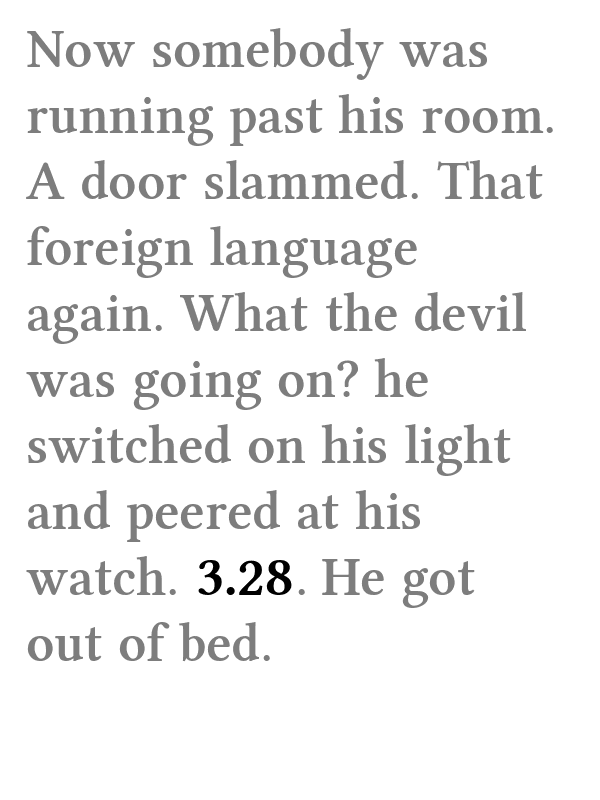 Now somebody was
running past his room.
A door slammed. That
foreign language
again. What the devil
was going on? he
switched on his light
and peered at his
watch. 3.28. He got
out of bed.